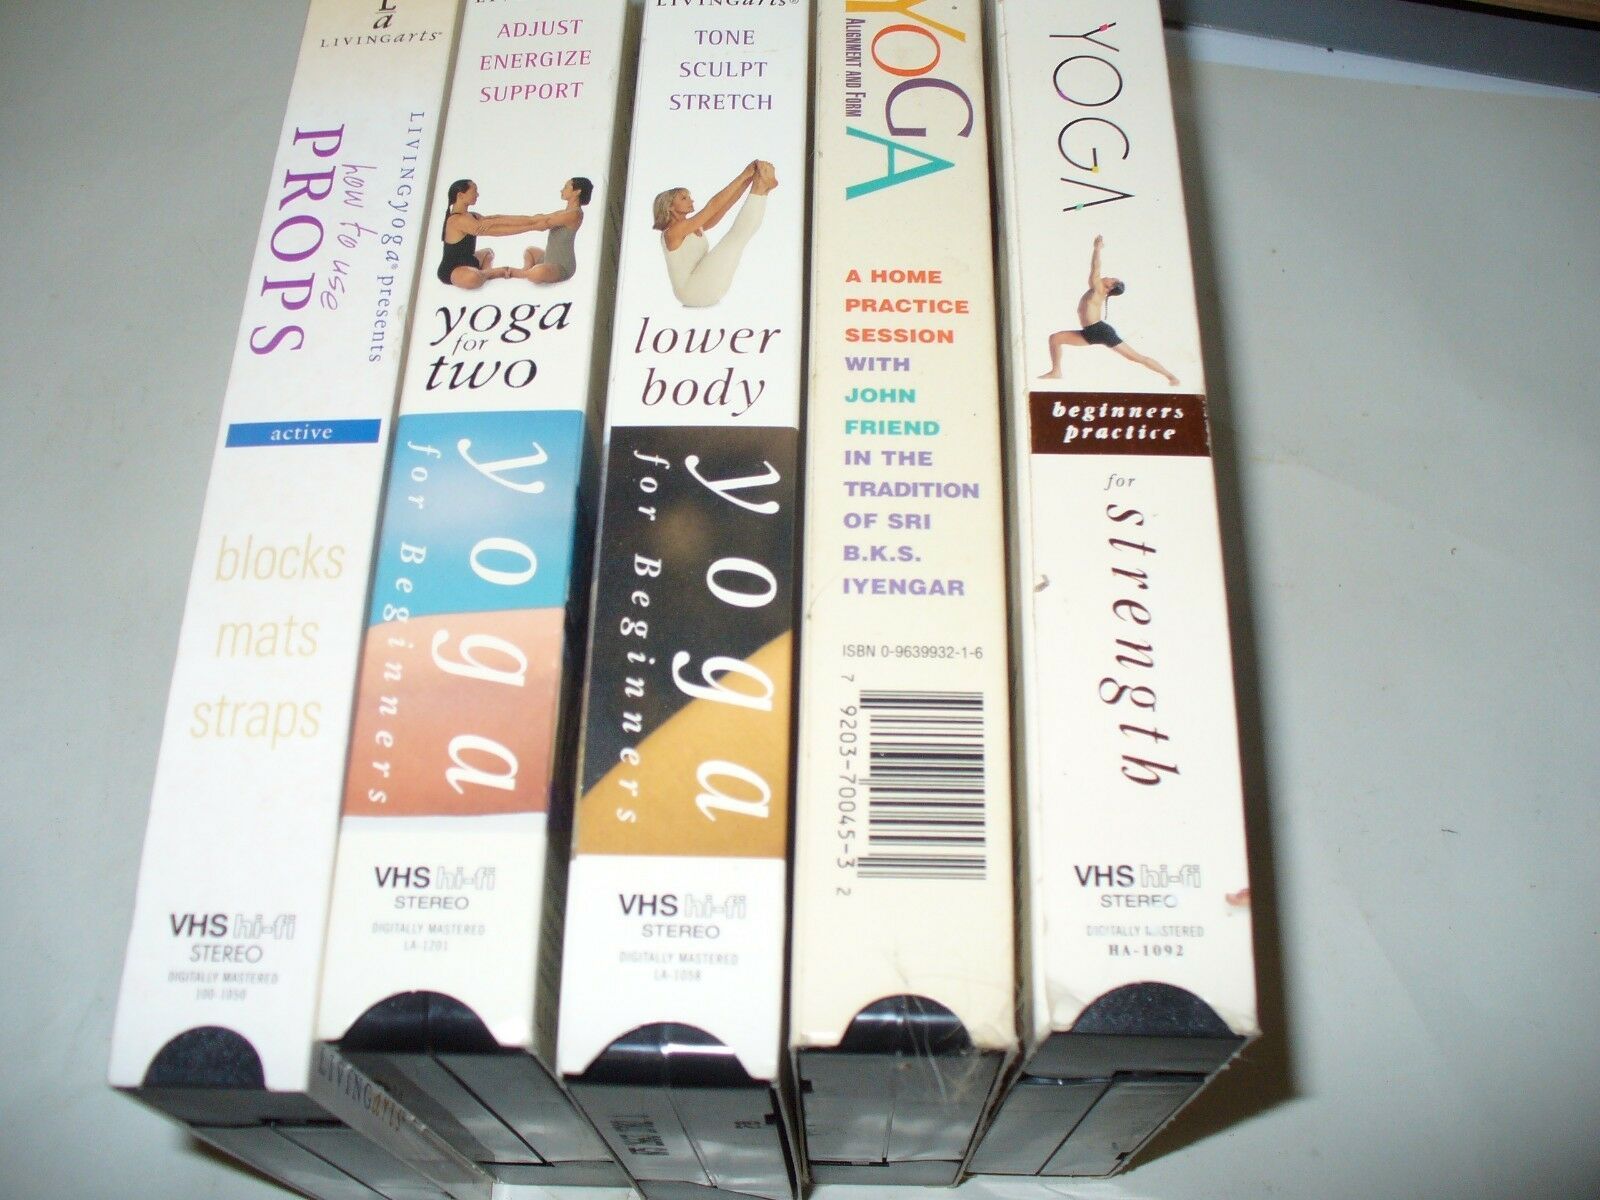 a
LIVINGarts
LIVINGyoga® presents
how to use
PROPS
active
blocks
mats
straps
VHS hi-fi
STEREO
DIGITALLY MASTERED
100-1050
LIVINGarts
ADJUST
ENERGIZE
SUPPORT
yoga
for
two
yoga
for Beginners
VHS hi-fi
STEREO
DIGITALLY MASTERED
LA-1201
LIVINGarts®
TONE
SCULPT
STRETCH
lower
body
yoga
for Beginners
VHS hi-fi
STEREO
DIGITALLY MASTERED
LA-1058
YOGA
ALIGNMENT AND FORM
A HOME
PRACTICE
SESSION
WITH
JOHN
FRIEND
IN THE
TRADITION
OF SRI
B.K.S.
IYENGAR
ISBN 0-9639932-1-6
7 9203-70045-3 2
YOGA
beginners
practice
for
strength
VHS hi-fi
STEREO
DIGITALLY MASTERED
HA-1092